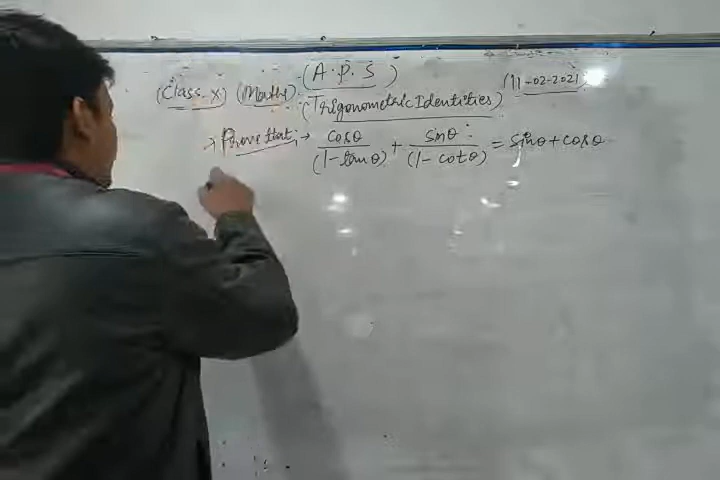 (A.P.S)
(Class-X) (Maths) (11-02-2021
(Trigonometric Identities)
→ Prove that:→ cosθ/(1-tanθ) + sinθ/(1-cotθ) = sinθ+cosθ